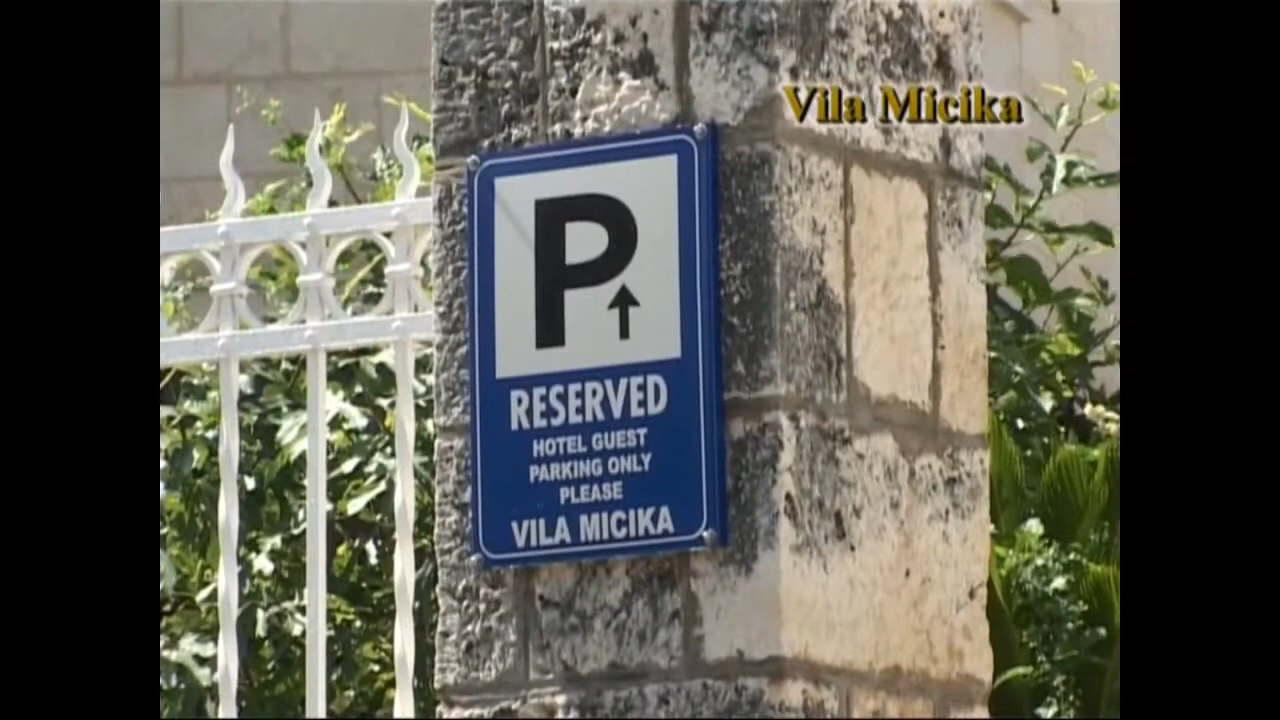 Vila Micika
P
RESERVED
HOTEL GUEST
PARKING ONLY
PLEASE
VILA MICIKA